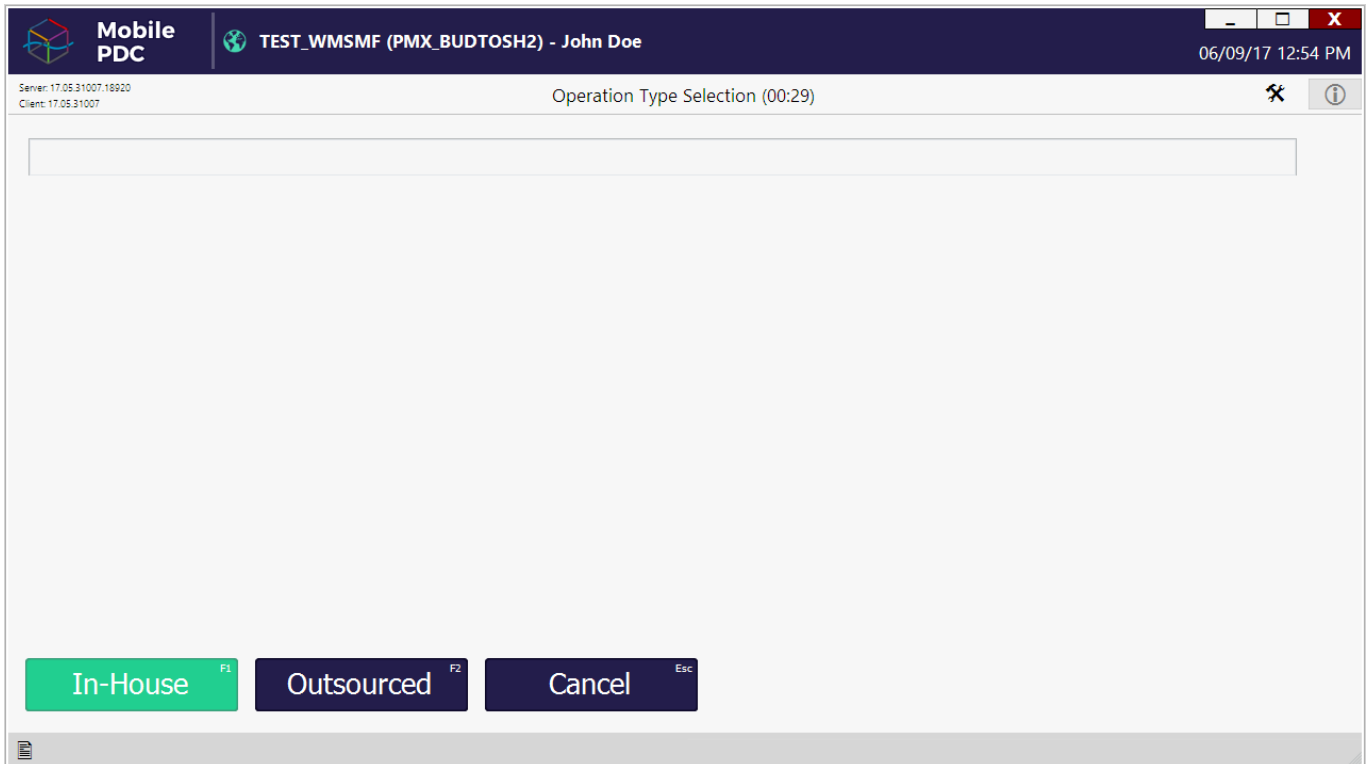 Mobile
PDC
TEST_WMSMF (PMX_BUDTOSH2) - John Doe
X
06/09/17 12:54 PM
Server: 17.05.31007.18920
Client: 17.05.31007
Operation Type Selection (00:29)
In-House F1
Outsourced F2
Cancel Esc